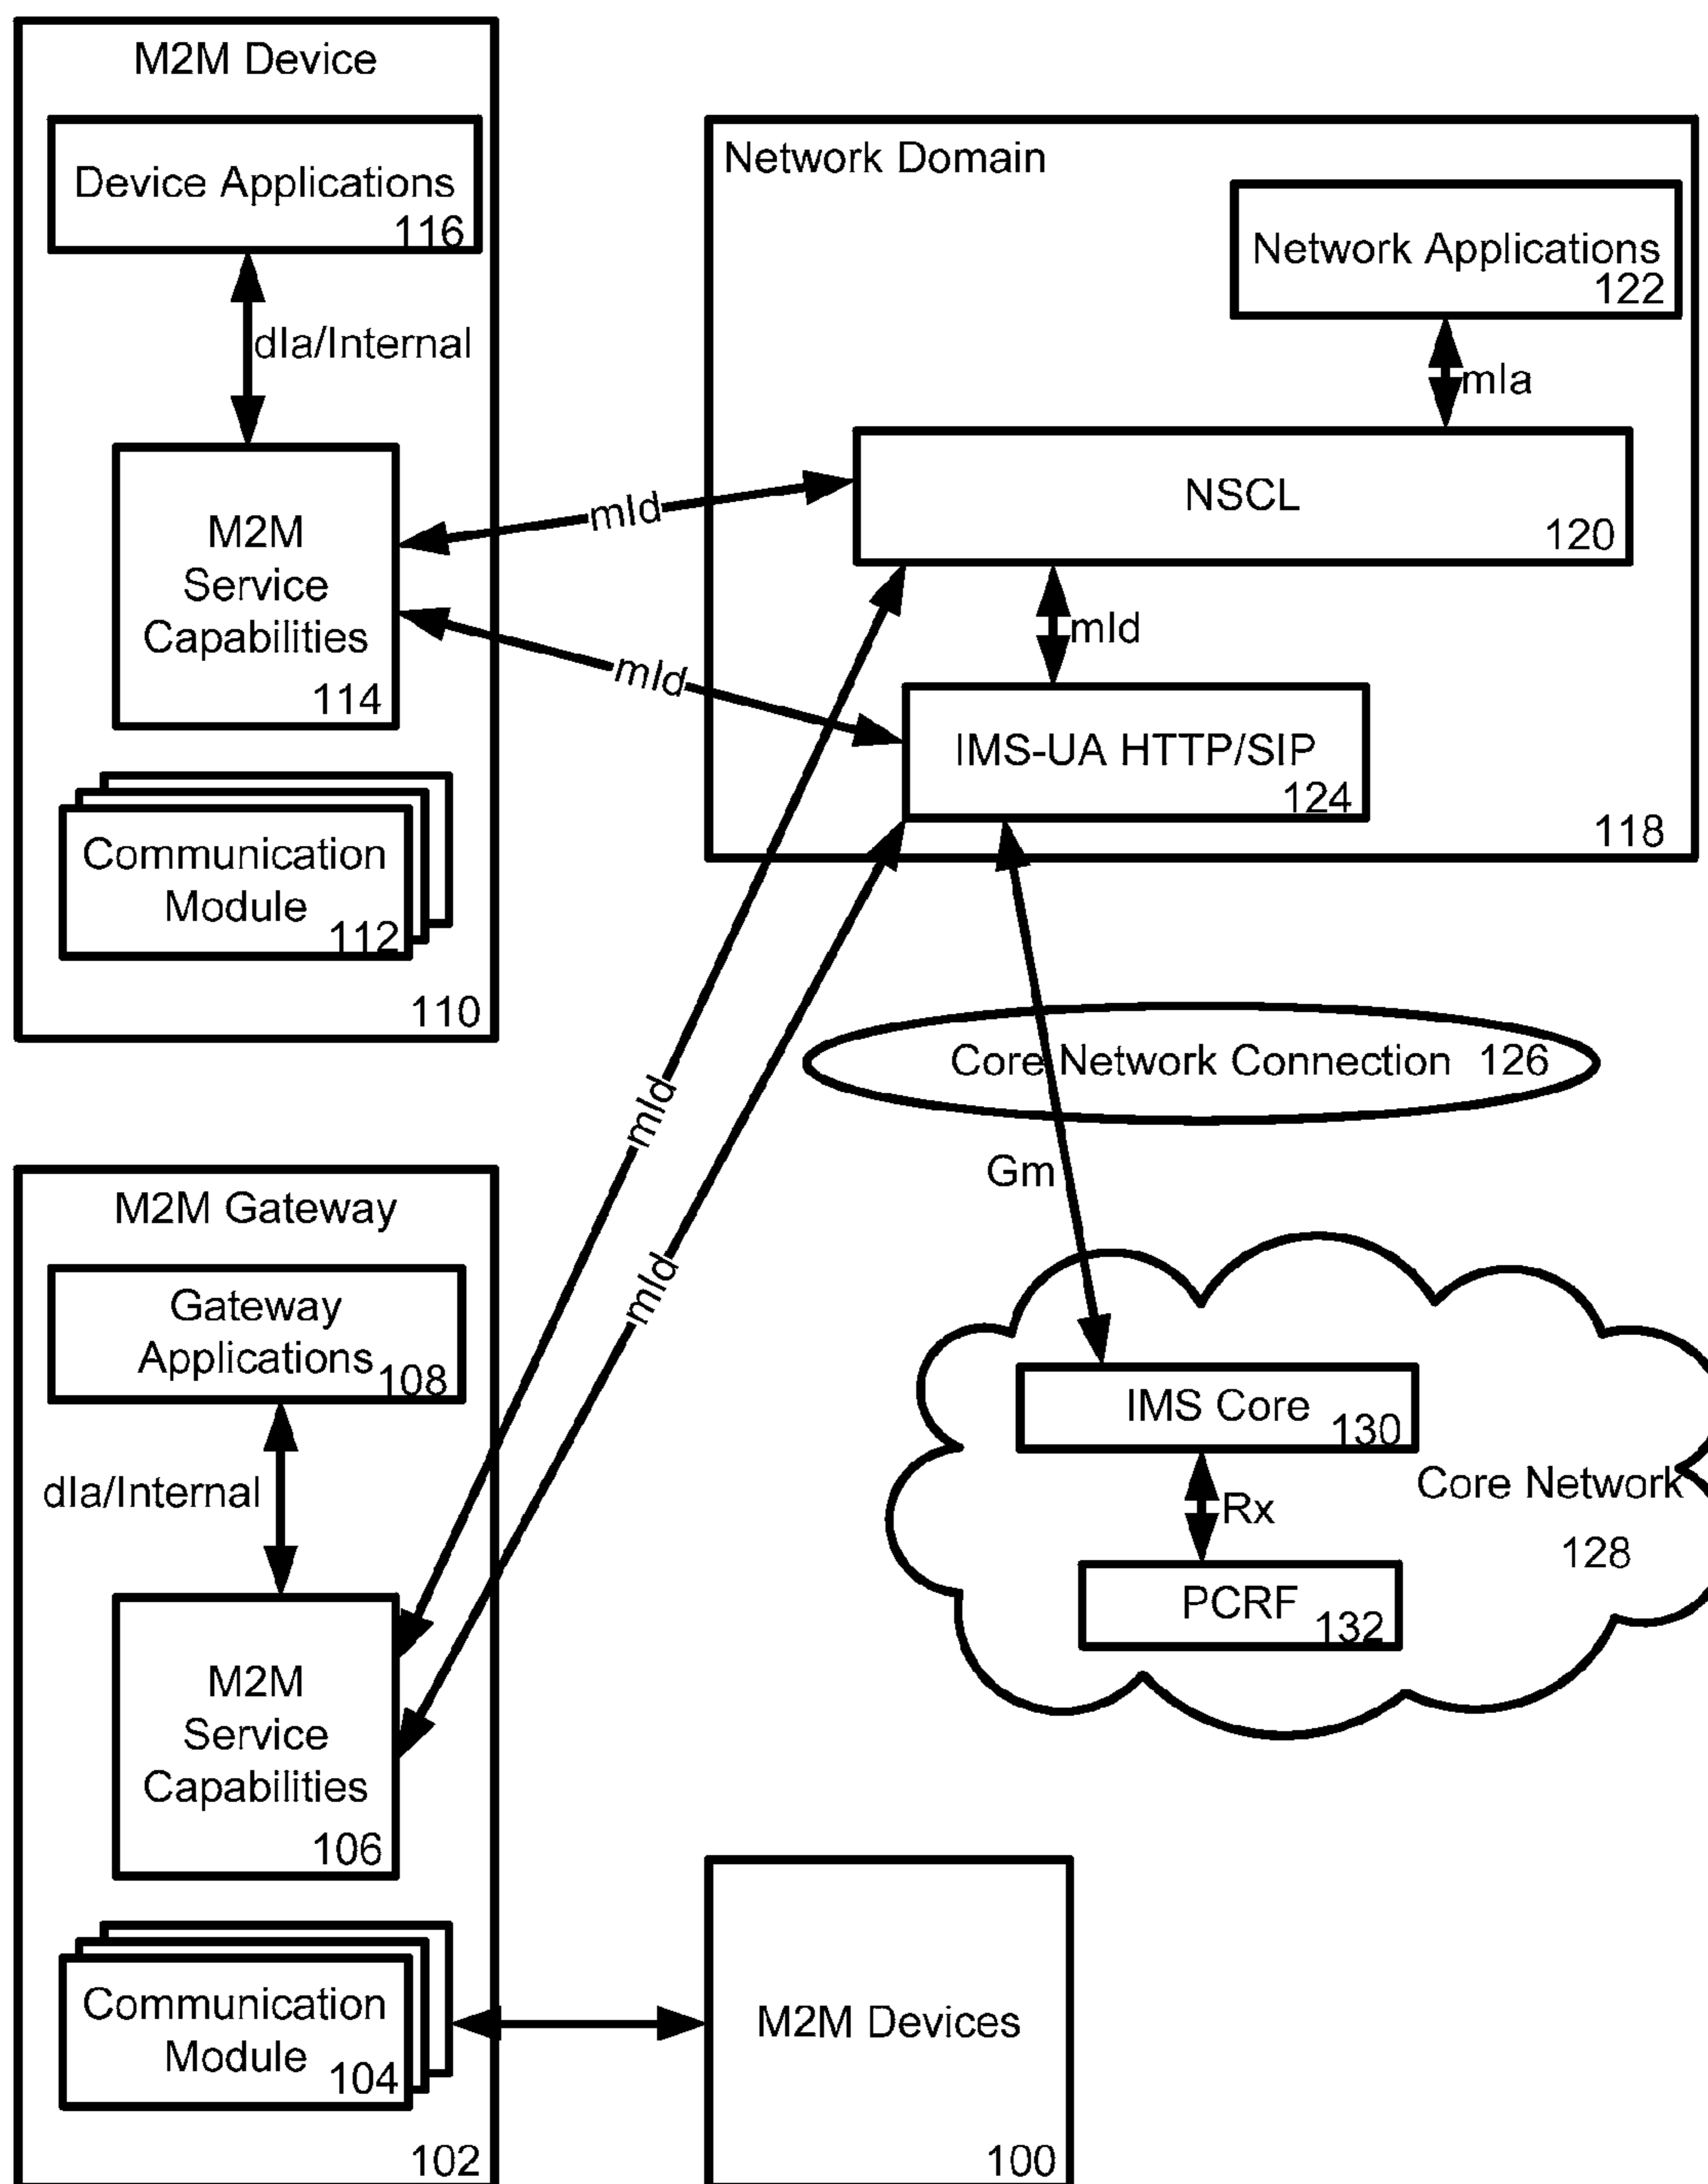 M2M Device
Device Applications
116
dIa/Internal
M2M
Service
Capabilities
114
Communication
Module
112
110
mId
mId
Network Domain
Network Applications
122
mIa
NSCL
120
mId
IMS-UA HTTP/SIP
124
118
Core Network Connection 126
mId
mId
Gm
M2M Gateway
Gateway
Applications
108
dIa/Internal
M2M
Service
Capabilities
106
Communication
Module
104
102
IMS Core
130
Rx
PCRF
132
Core Network
128
M2M Devices
100